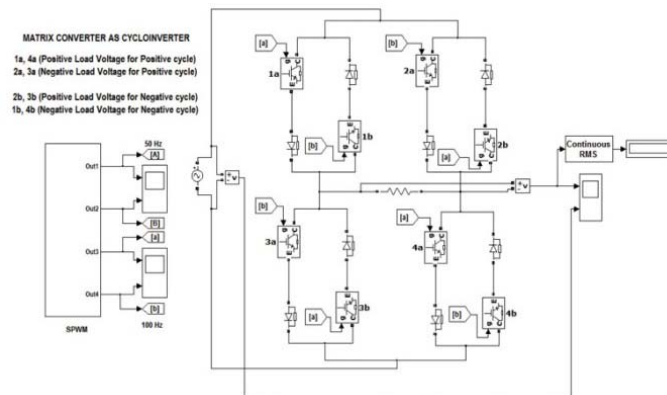 MATRIX CONVERTER AS CYCLOINVERTER
1a, 4a (Positive Load Voltage for Positive cycle)
2a, 3a (Negative Load Voltage for Positive cycle)
2b, 3b (Positive Load Voltage for Negative cycle)
1b, 4b (Negative Load Voltage for Negative cycle)
50 Hz
Out1
[A]
Out2
[B]
Out3
[a]
Out4
[b]
SPWM
100 Hz
[a]
g C
1a
E
[b]
g C
2a
E
E
[b]
1b
g C
E
[a]
2b
g C
+ - v
+ - v
Continuous
RMS
[b]
g C
3a
E
[a]
g C
4a
E
E
[a]
3b
g C
E
[b]
4b
g C